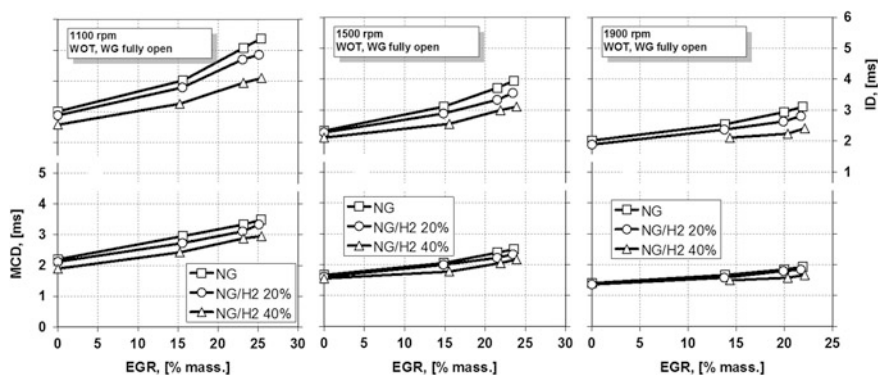 1100 rpm
WOT, WG fully open
1500 rpm
WOT, WG fully open
1900 rpm
WOT, WG fully open
6
5
4
3
2
1
ID, [ms]
5
4
3
2
1
0
MCD, [ms]
NG
NG/H2 20%
NG/H2 40%
NG
NG/H2 20%
NG/H2 40%
NG
NG/H2 20%
NG/H2 40%
0 5 10 15 20 25 30
0 5 10 15 20 25 30
0 5 10 15 20 25
EGR, [% mass.]
EGR, [% mass.]
EGR, [% mass.]